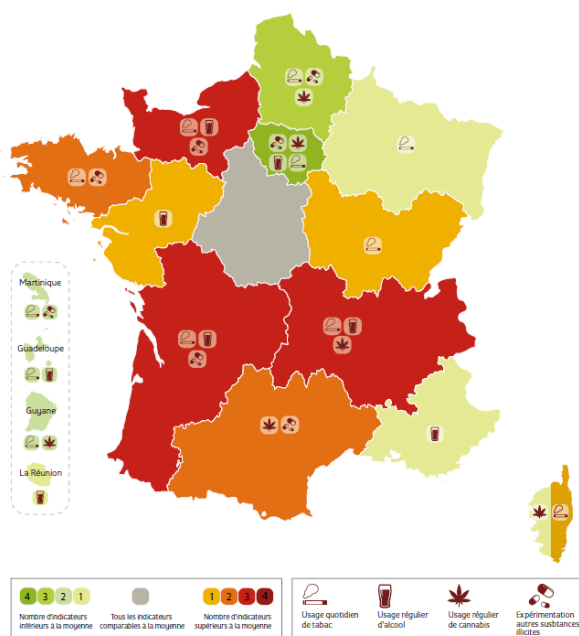 Martinique
Guadeloupe
Guyane
La Réunion
4 3 2 1
Nombre d'indicateurs
inférieurs à la moyenne
Tous les indicateurs
comparables à la moyenne
1 2 3 4
Nombre d'indicateurs
supérieurs à la moyenne
Usage quotidien
de tabac
Usage régulier
d'alcool
Usage régulier
de cannabis
Expérimentation
autres susbtances
illicites